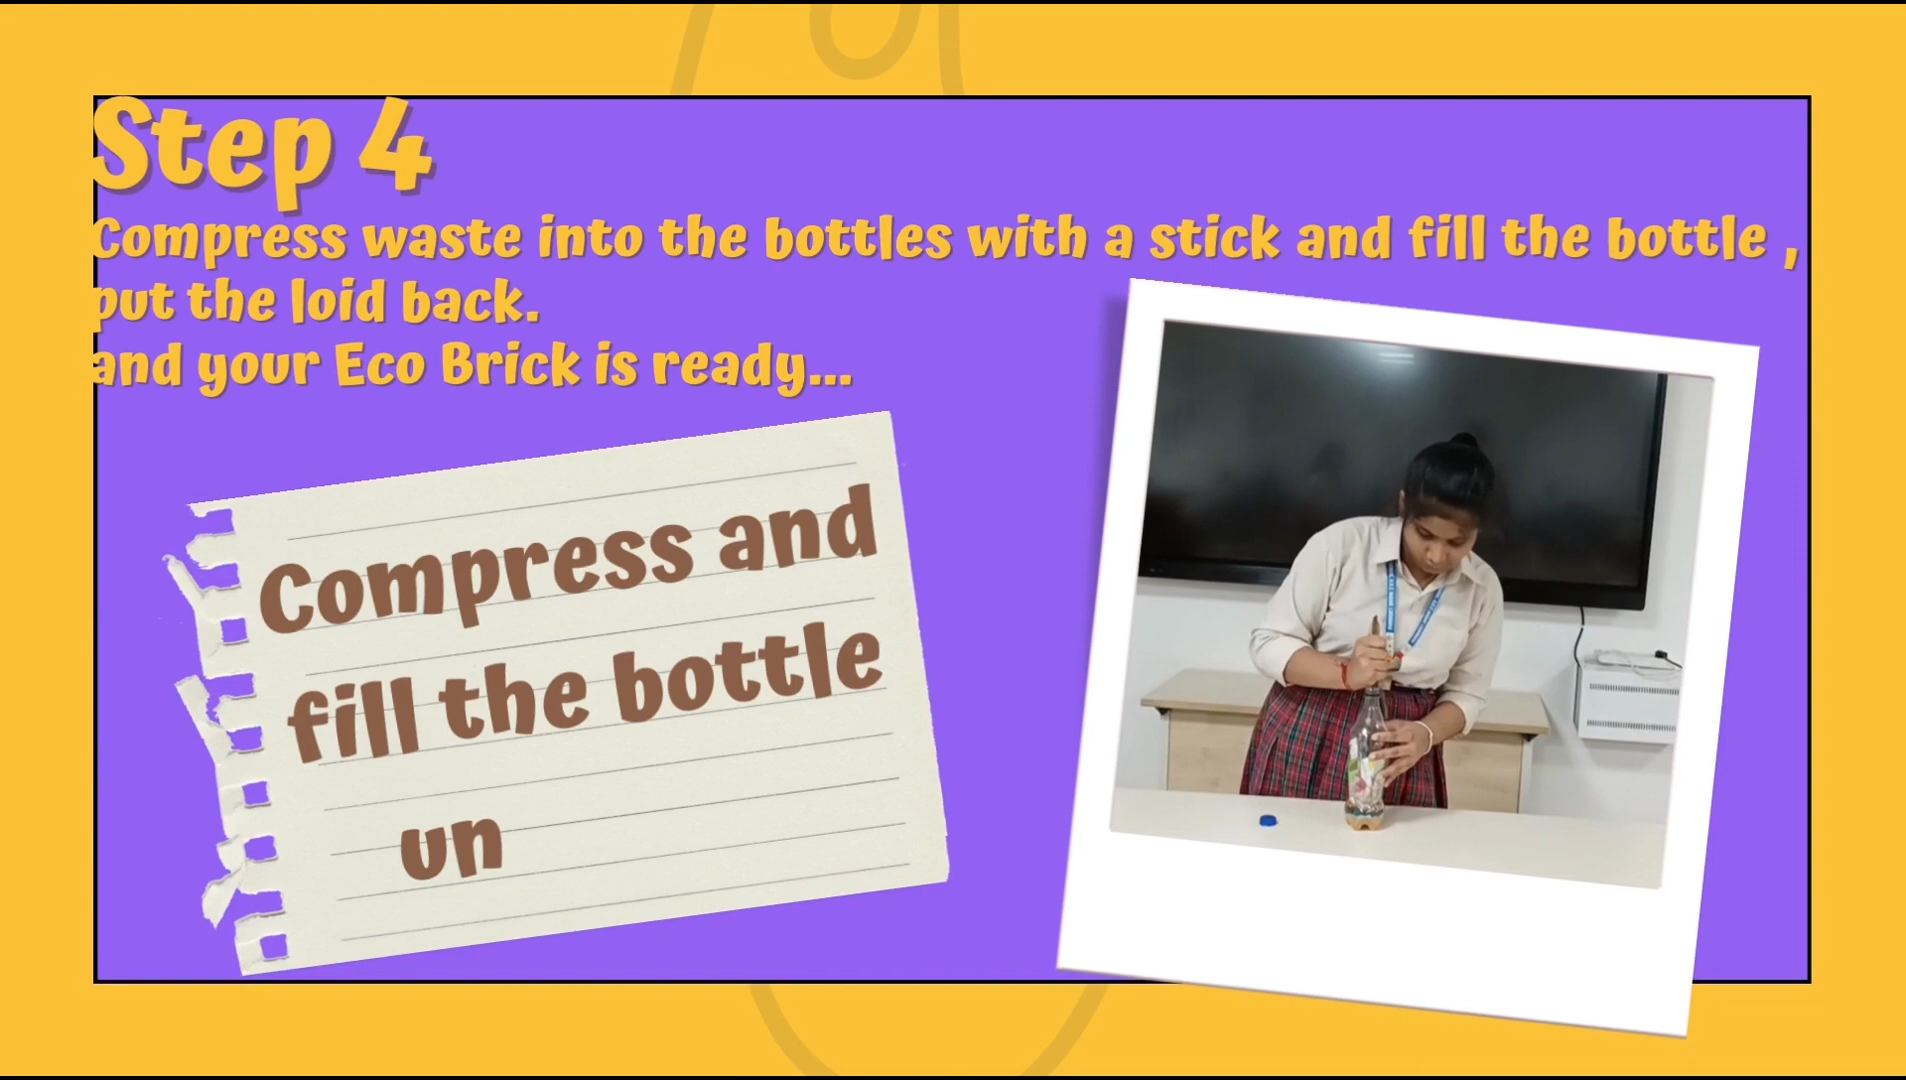 Step 4
Compress waste into the bottles with a stick and fill the bottle ,
put the loid back.
and your Eco Brick is ready...
Compress and
fill the bottle
un